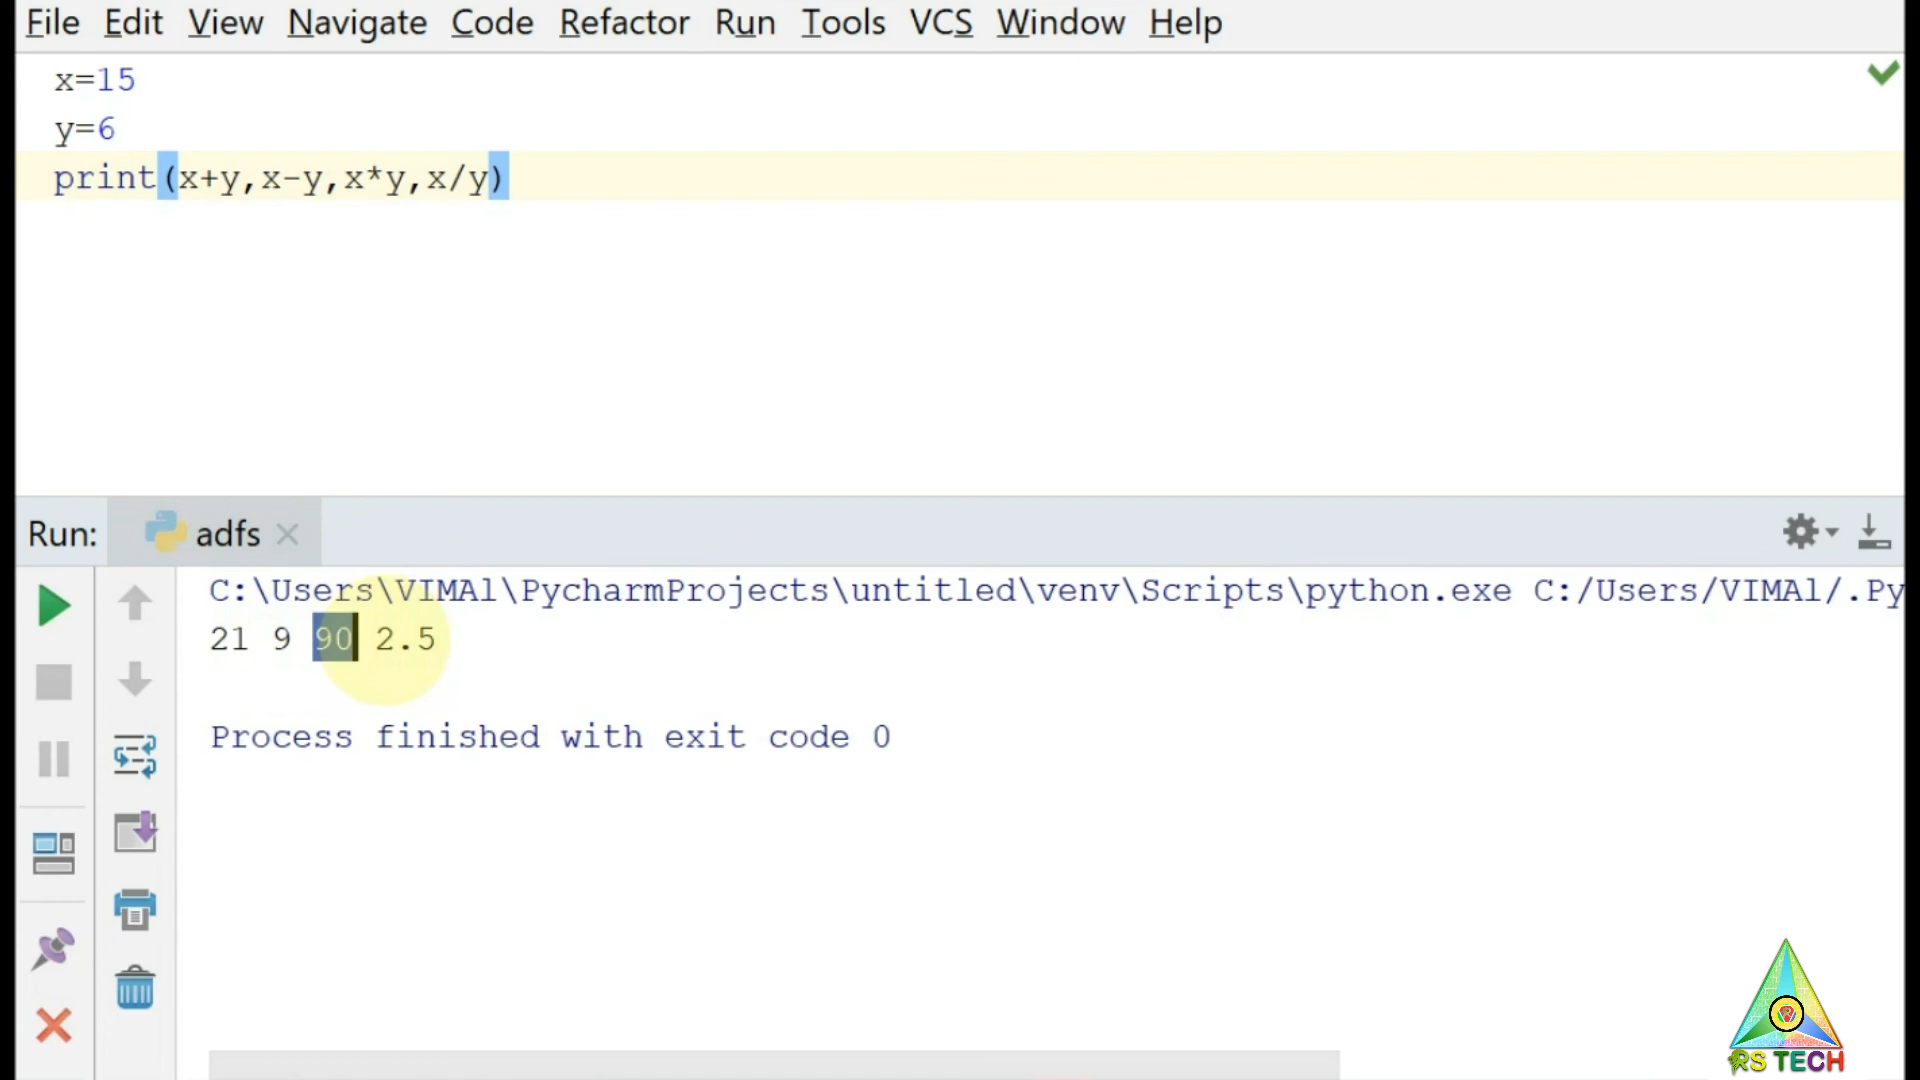 File Edit View Navigate Code Refactor Run Tools VCS Window Help
x=15
y=6
print(x+y,x-y,x*y,x/y)
Run: adfs
C:\Users\VIMAl\PycharmProjects\untitled\venv\Scripts\python.exe C:/Users/VIMAl/.Py
21 9 90 2.5
Process finished with exit code 0
RS TECH